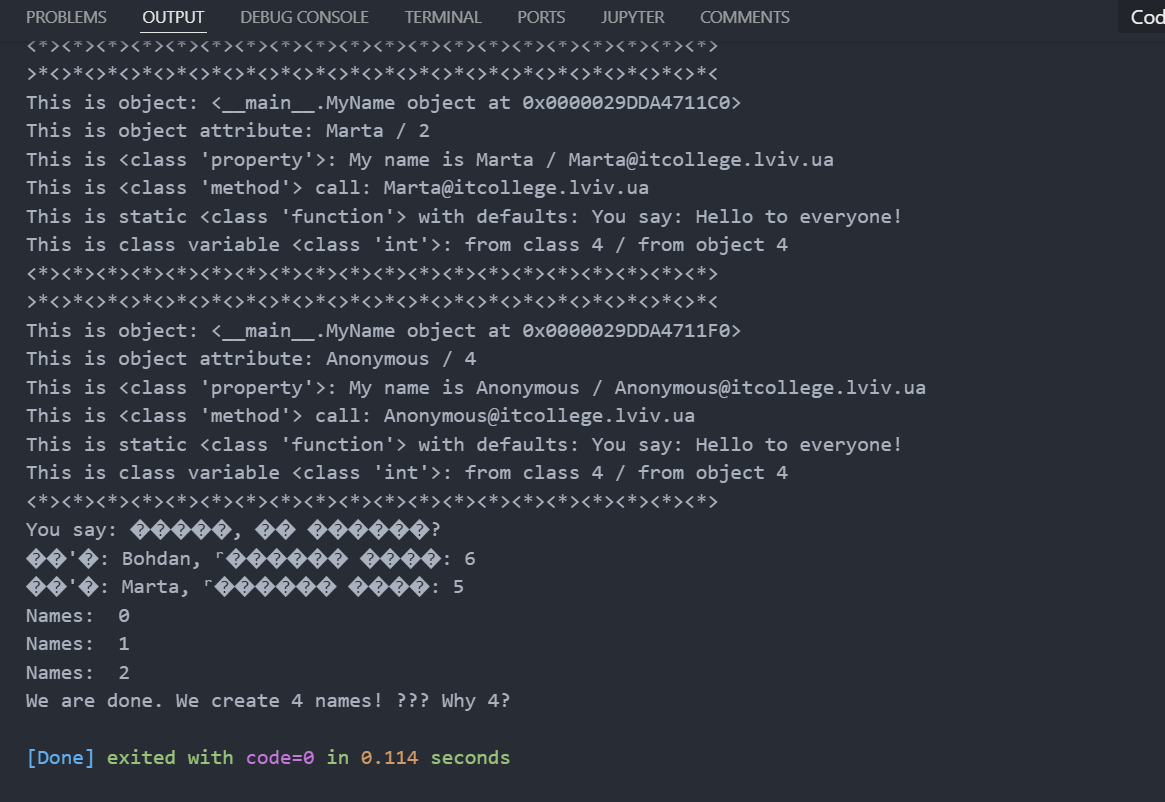 PROBLEMS OUTPUT DEBUG CONSOLE TERMINAL PORTS JUPYTER COMMENTS Cod
<*><*><*><*><*><*><*><*><*><*><*><*><*><*><*><*><*><*><*><*>
>*<>*<>*<>*<>*<>*<>*<>*<>*<>*<>*<>*<>*<>*<>*<>*<>*<>*<>*<>*<
This is object: <__main__.MyName object at 0x0000029DDA4711C0>
This is object attribute: Marta / 2
This is <class 'property'>: My name is Marta / Marta@itcollege.lviv.ua
This is <class 'method'> call: Marta@itcollege.lviv.ua
This is static <class 'function'> with defaults: You say: Hello to everyone!
This is class variable <class 'int'>: from class 4 / from object 4
<*><*><*><*><*><*><*><*><*><*><*><*><*><*><*><*><*><*><*><*>
>*<>*<>*<>*<>*<>*<>*<>*<>*<>*<>*<>*<>*<>*<>*<>*<>*<>*<>*<>*<
This is object: <__main__.MyName object at 0x0000029DDA4711F0>
This is object attribute: Anonymous / 4
This is <class 'property'>: My name is Anonymous / Anonymous@itcollege.lviv.ua
This is <class 'method'> call: Anonymous@itcollege.lviv.ua
This is static <class 'function'> with defaults: You say: Hello to everyone!
This is class variable <class 'int'>: from class 4 / from object 4
<*><*><*><*><*><*><*><*><*><*><*><*><*><*><*><*><*><*><*><*>
You say: �����, �� ������?
��'�: Bohdan, ʳ������ ����: 6
��'�: Marta, ʳ������ ����: 5
Names:  0
Names:  1
Names:  2
We are done. We create 4 names! ??? Why 4?
[Done] exited with code=0 in 0.114 seconds